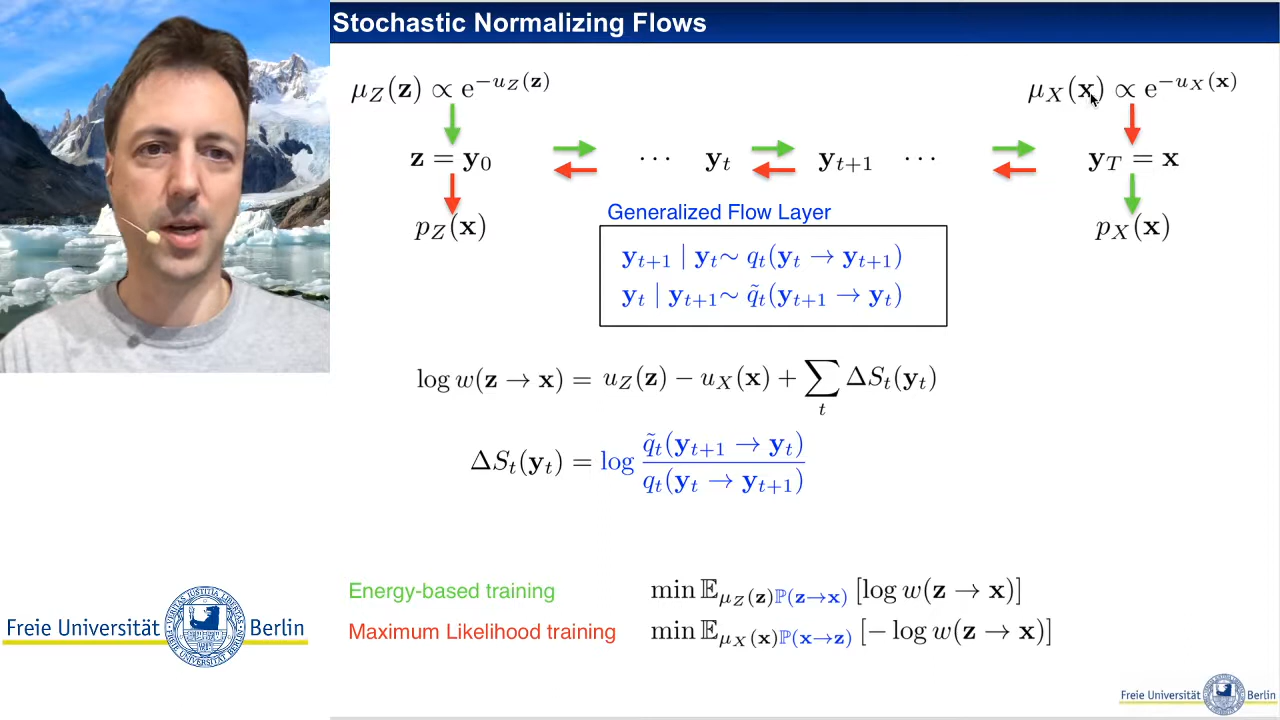 Stochastic Normalizing Flows
μ_Z(z) ∝ e^{-u_Z(z)}
μ_X(x) ∝ e^{-u_X(x)}
z = y_0 ··· y_t y_{t+1} ··· y_T = x
p_Z(x)
p_X(x)
Generalized Flow Layer
y_{t+1} | y_t ~ q_t(y_t → y_{t+1})
y_t | y_{t+1} ~ q̃_t(y_{t+1} → y_t)
log w(z → x) = u_Z(z) − u_X(x) + ∑_t ΔS_t(y_t)
ΔS_t(y_t) = log q̃_t(y_{t+1} → y_t) / q_t(y_t → y_{t+1})
Energy-based training min 𝔼_{μ_Z(z)ℙ(z→x)} [log w(z → x)]
Maximum Likelihood training min 𝔼_{μ_X(x)ℙ(x→z)} [− log w(z → x)]
Freie Universität Berlin
Freie Universität Berlin